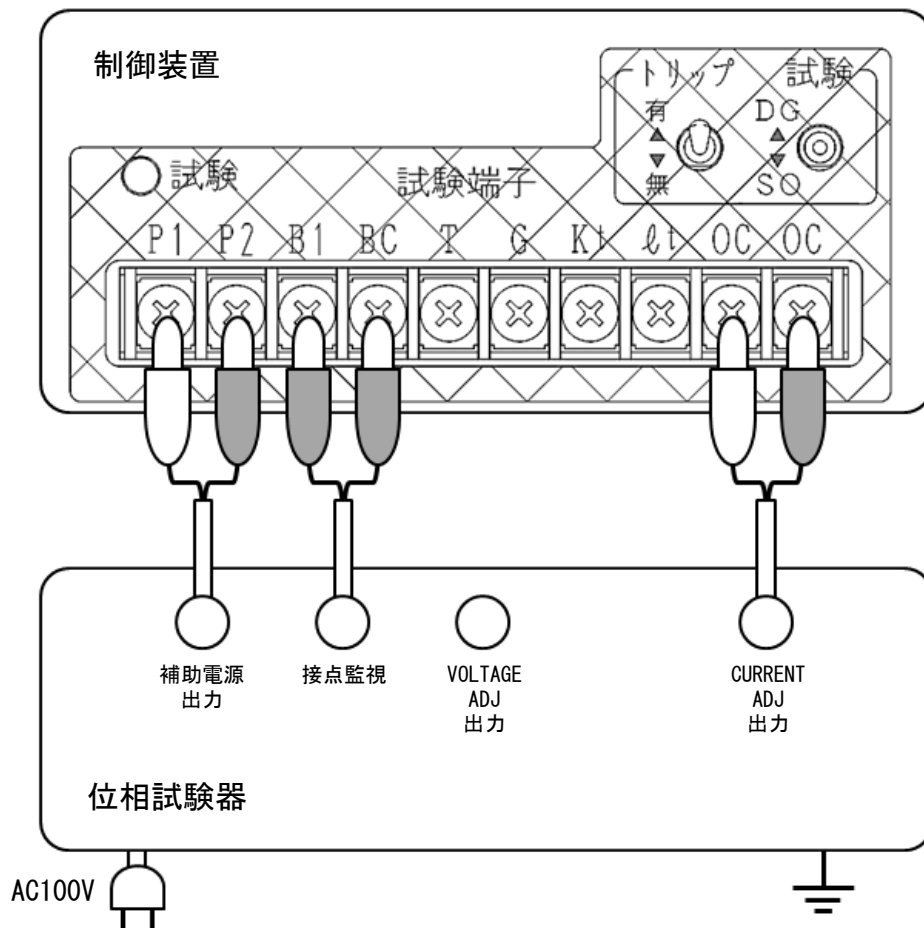 制御装置
トリップ 試験
有 DG
▲ ▲
▼ ▼
無 SO
試験 試験端子
P1 P2 B1 BC T G Kt ℓt OC OC
補助電源
出力
接点監視
VOLTAGE
ADJ
出力
CURRENT
ADJ
出力
位相試験器
AC100V